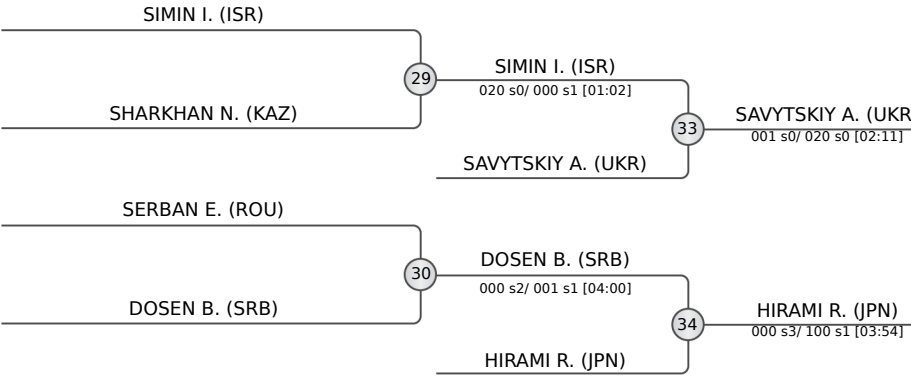 SIMIN I. (ISR)
29
SIMIN I. (ISR)
020 s0/ 000 s1 [01:02]
SHARKHAN N. (KAZ)
33
SAVYTSKIY A. (UKR
001 s0/ 020 s0 [02:11]
SAVYTSKIY A. (UKR)
SERBAN E. (ROU)
30
DOSEN B. (SRB)
000 s2/ 001 s1 [04:00]
DOSEN B. (SRB)
34
HIRAMI R. (JPN)
000 s3/ 100 s1 [03:54]
HIRAMI R. (JPN)